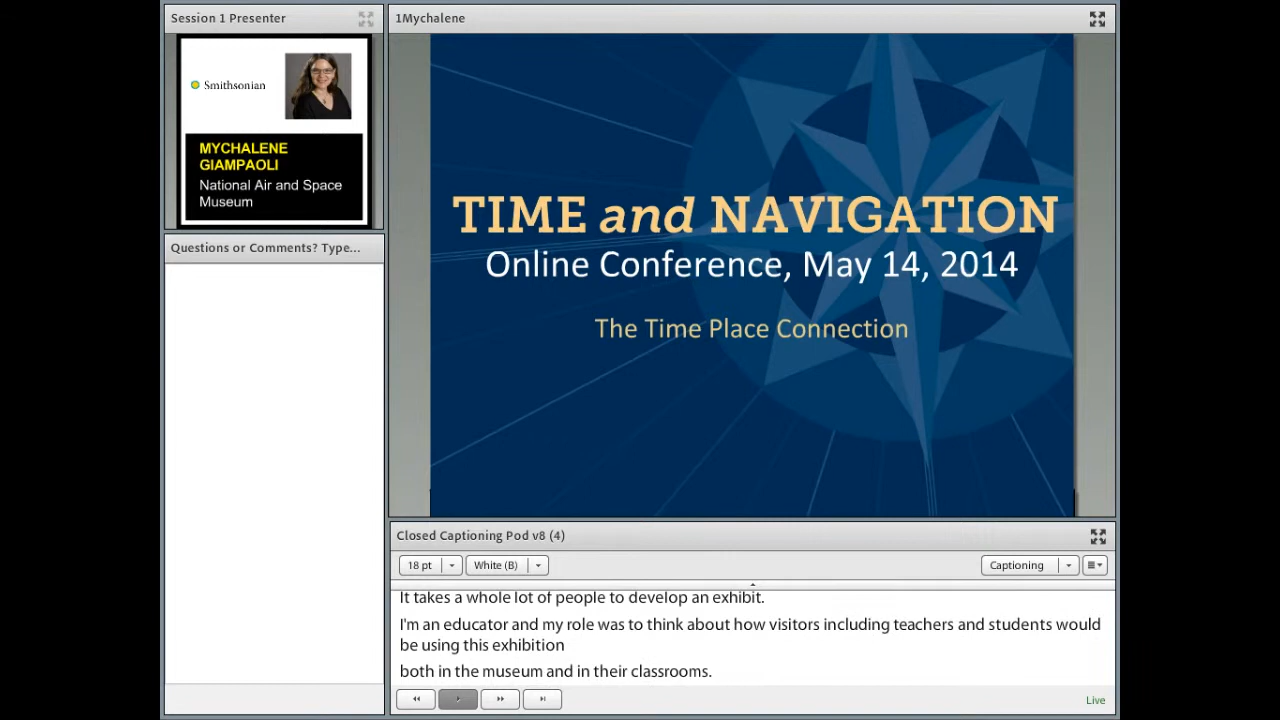 Session 1 Presenter
Smithsonian
MYCHALENE
GIAMPAOLI
National Air and Space
Museum
Questions or Comments? Type...
1Mychalene
TIME and NAVIGATION
Online Conference, May 14, 2014
The Time Place Connection
Closed Captioning Pod v8 (4)
18 pt
White (B)
Captioning
It takes a whole lot of people to develop an exhibit.
I'm an educator and my role was to think about how visitors including teachers and students would
be using this exhibition
both in the museum and in their classrooms.
Live